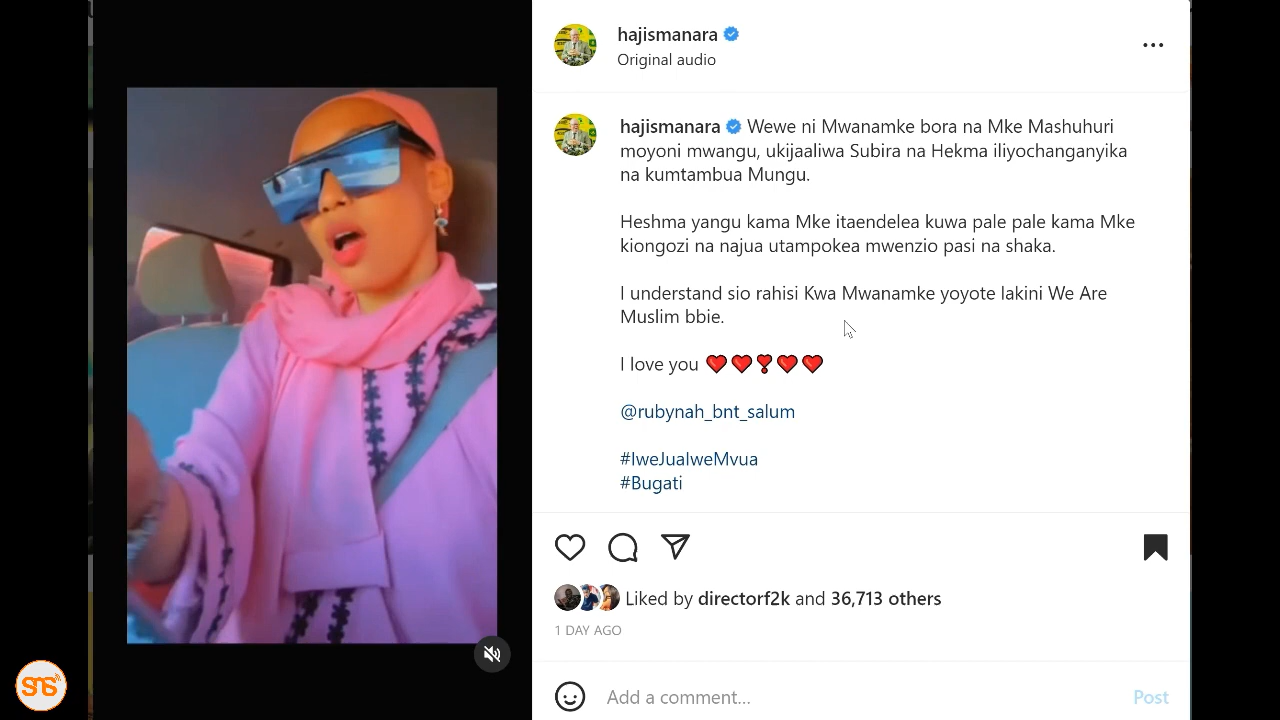 hajismanara
Original audio
hajismanara Wewe ni Mwanamke bora na Mke Mashuhuri
moyoni mwangu, ukijaaliwa Subira na Hekma iliyochanganyika
na kumtambua Mungu.
Heshma yangu kama Mke itaendelea kuwa pale pale kama Mke
kiongozi na najua utampokea mwenzio pasi na shaka.
I understand sio rahisi Kwa Mwanamke yoyote lakini We Are
Muslim bbie.
I love you ❤️❤️❣️❤️❤️
@rubynah_bnt_salum
#IweJuaIweMvua
#Bugati
Liked by directorf2k and 36,713 others
1 DAY AGO
Add a comment...
Post
SNS